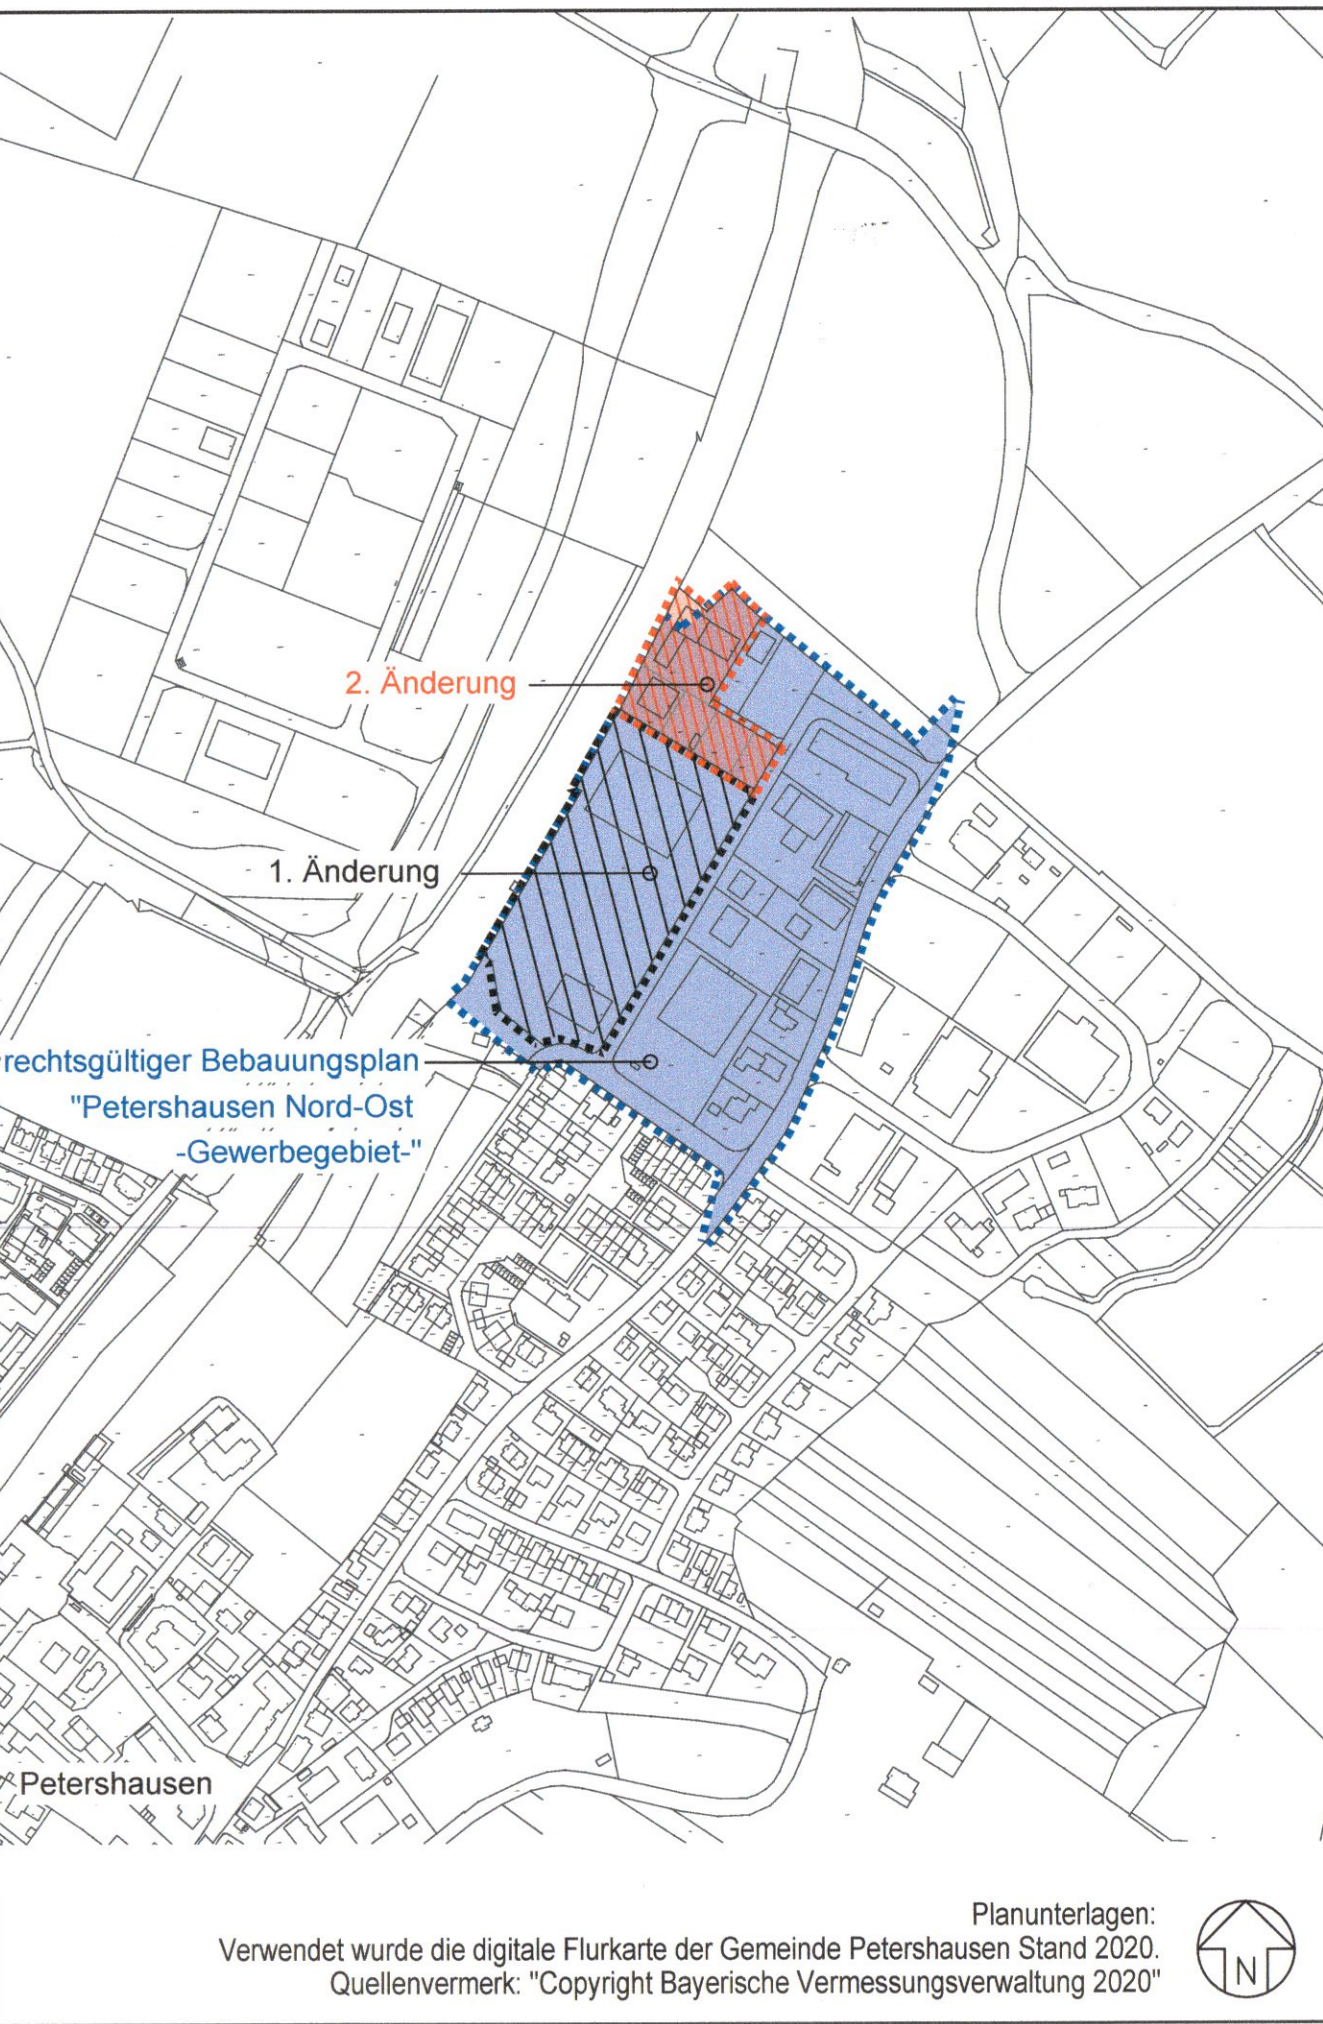 2. Änderung
1. Änderung
rechtsgültiger Bebauungsplan
"Petershausen Nord-Ost
-Gewerbegebiet-"
Petershausen
Planunterlagen:
Verwendet wurde die digitale Flurkarte der Gemeinde Petershausen Stand 2020.
Quellenvermerk: "Copyright Bayerische Vermessungsverwaltung 2020"
N